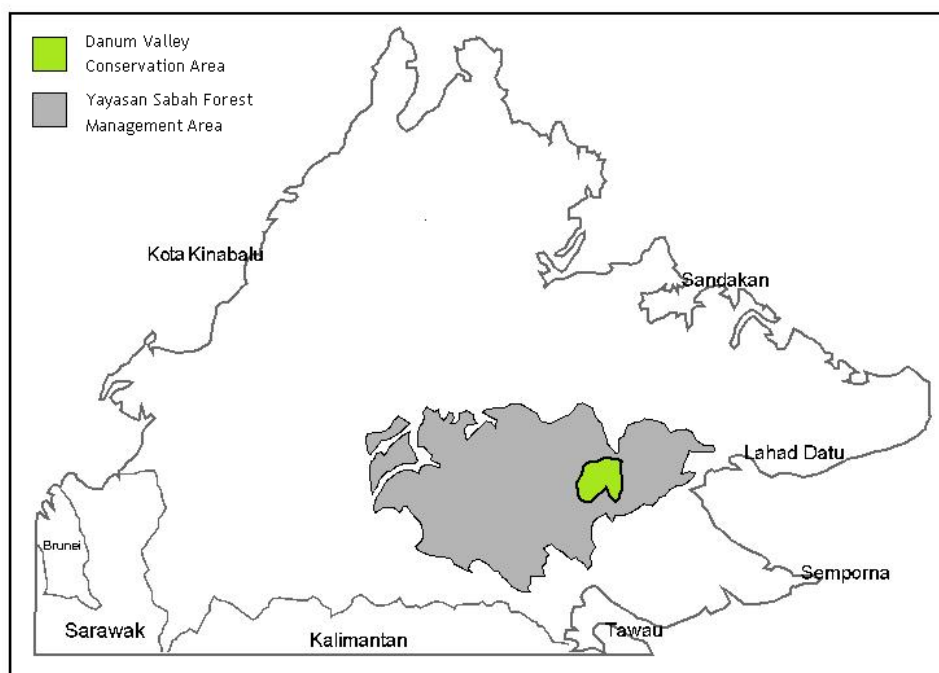 Danum Valley
Conservation Area
Yayasan Sabah Forest
Management Area
Kota Kinabalu
Sandakan
Lahad Datu
Brunei
Semporna
Sarawak
Kalimantan
Tawau